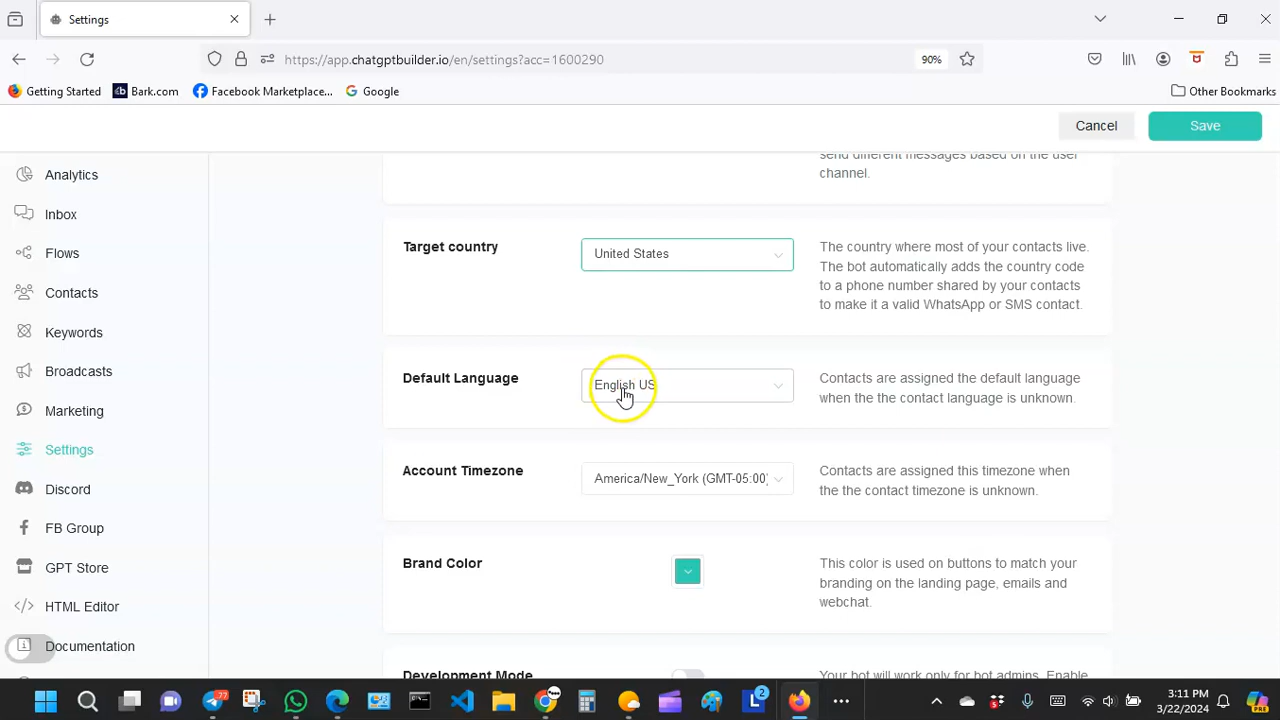 Settings
https://app.chatgptbuilder.io/en/settings?acc=1600290
90%
Getting Started
Bark.com
Facebook Marketplace...
Google
Other Bookmarks
Cancel
Save
Analytics
Inbox
Flows
Contacts
Keywords
Broadcasts
Marketing
Settings
Discord
FB Group
GPT Store
HTML Editor
Documentation
send different messages based on the user
channel.
Target country
United States
The country where most of your contacts live.
The bot automatically adds the country code
to a phone number shared by your contacts
to make it a valid WhatsApp or SMS contact.
Default Language
English US
Contacts are assigned the default language
when the the contact language is unknown.
Account Timezone
America/New_York (GMT-05:00)
Contacts are assigned this timezone when
the the contact timezone is unknown.
Brand Color
This color is used on buttons to match your
branding on the landing page, emails and
webchat.
Development Mode
Your bot will work only for bot admins. Enable
77
L
2
3:11 PM
3/22/2024
PRE